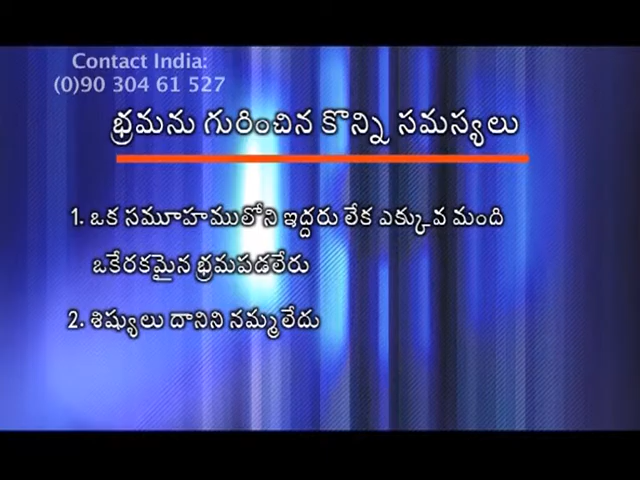 Contact India:
(0)90 304 61 527
భ్రమను గురించిన కొన్ని సమస్యలు
1. ఒక సమూహములోని ఇద్దరు లేక ఎక్కువ మంది
ఒకేరకమైన భ్రమపడలేరు
2. శిష్యులు దానిని నమ్మలేదు